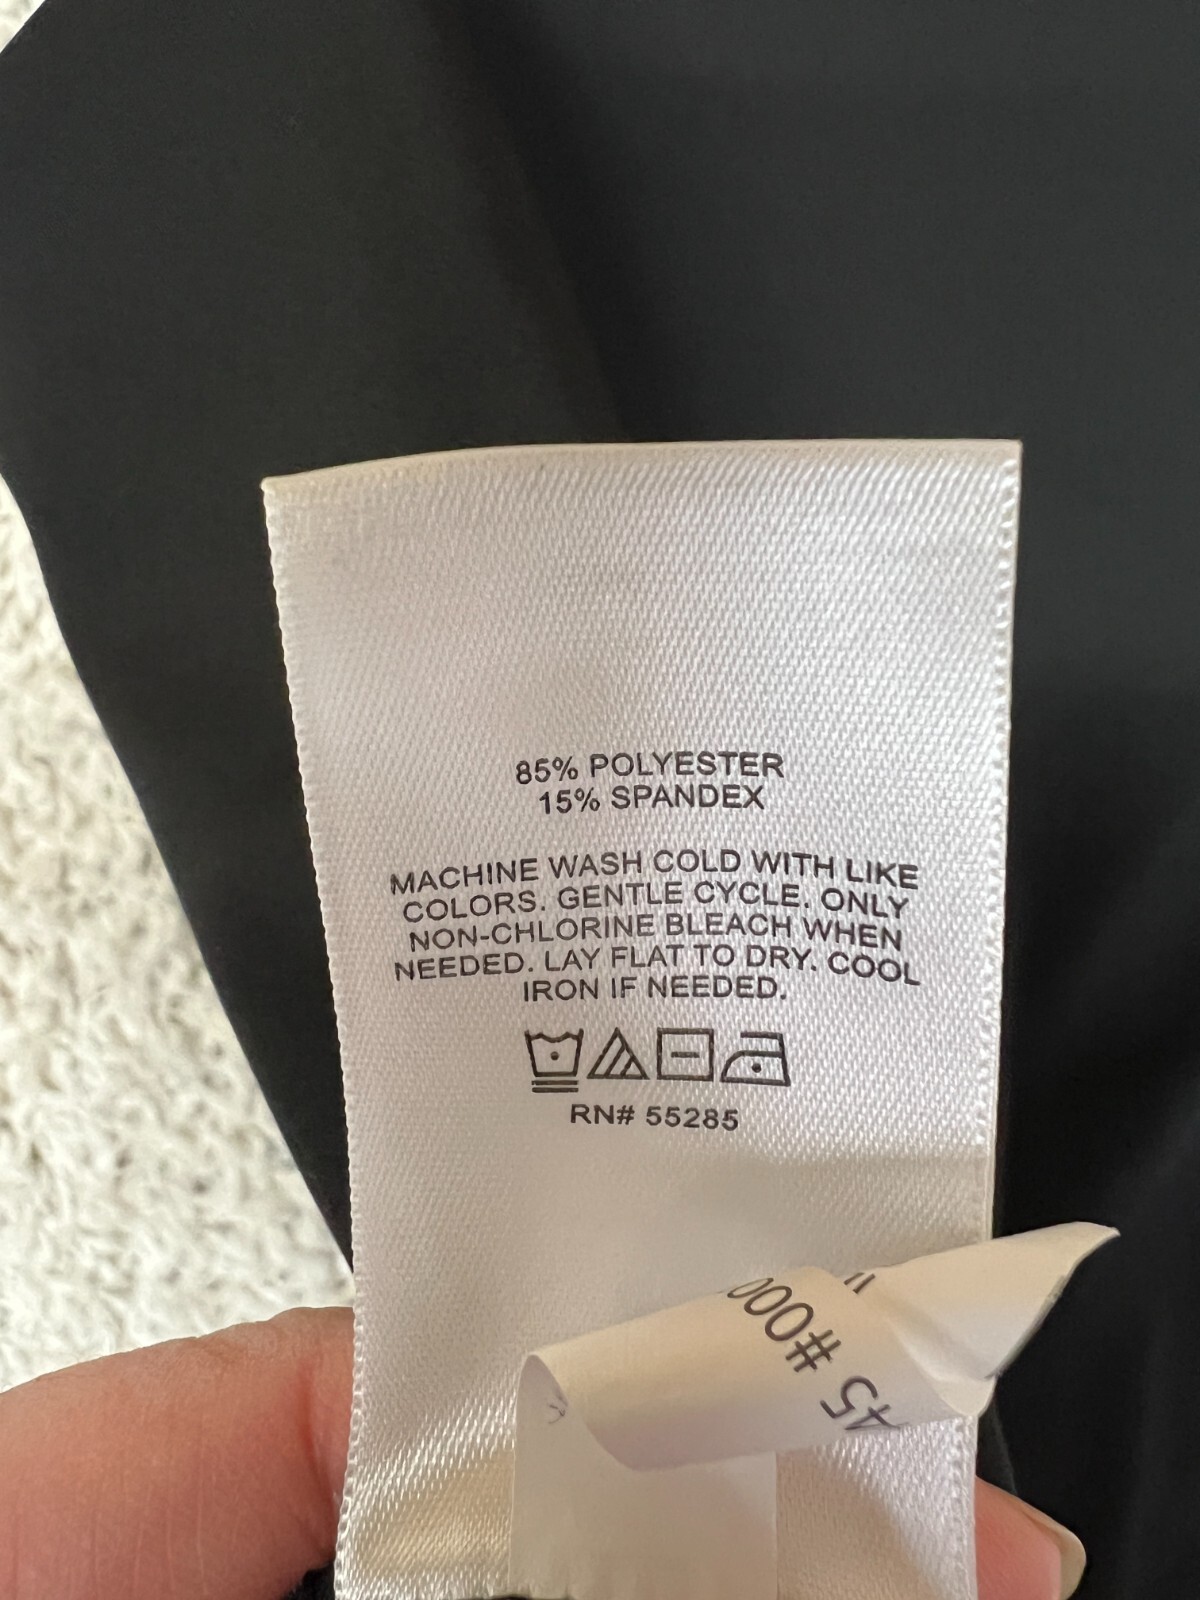 85% POLYESTER
15% SPANDEX
MACHINE WASH COLD WITH LIKE
COLORS. GENTLE CYCLE. ONLY
NON-CHLORINE BLEACH WHEN
NEEDED. LAY FLAT TO DRY. COOL
IRON IF NEEDED.
RN# 55285